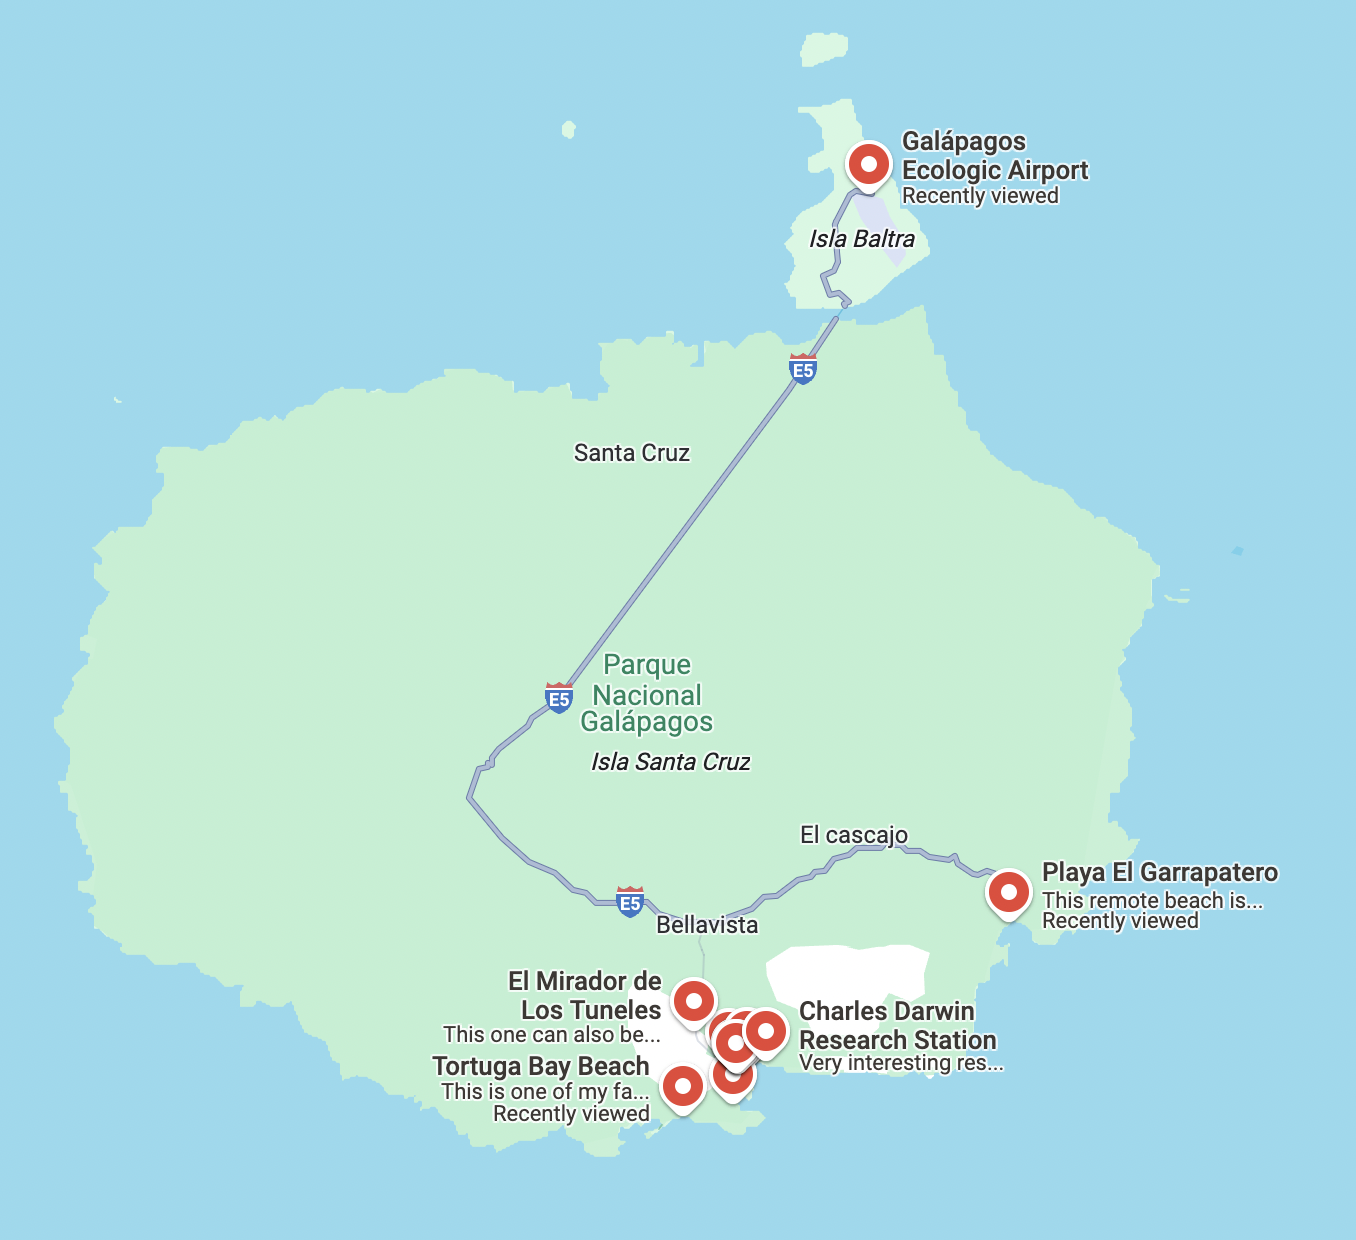 Galápagos
Ecologic Airport
Recently viewed
Isla Baltra
E5
Santa Cruz
Parque
Nacional
Galápagos
E5
Isla Santa Cruz
El cascajo
Playa El Garrapatero
This remote beach is...
Recently viewed
E5
Bellavista
El Mirador de
Los Tuneles
This one can also be...
Charles Darwin
Research Station
Very interesting res...
Tortuga Bay Beach
This is one of my fa...
Recently viewed